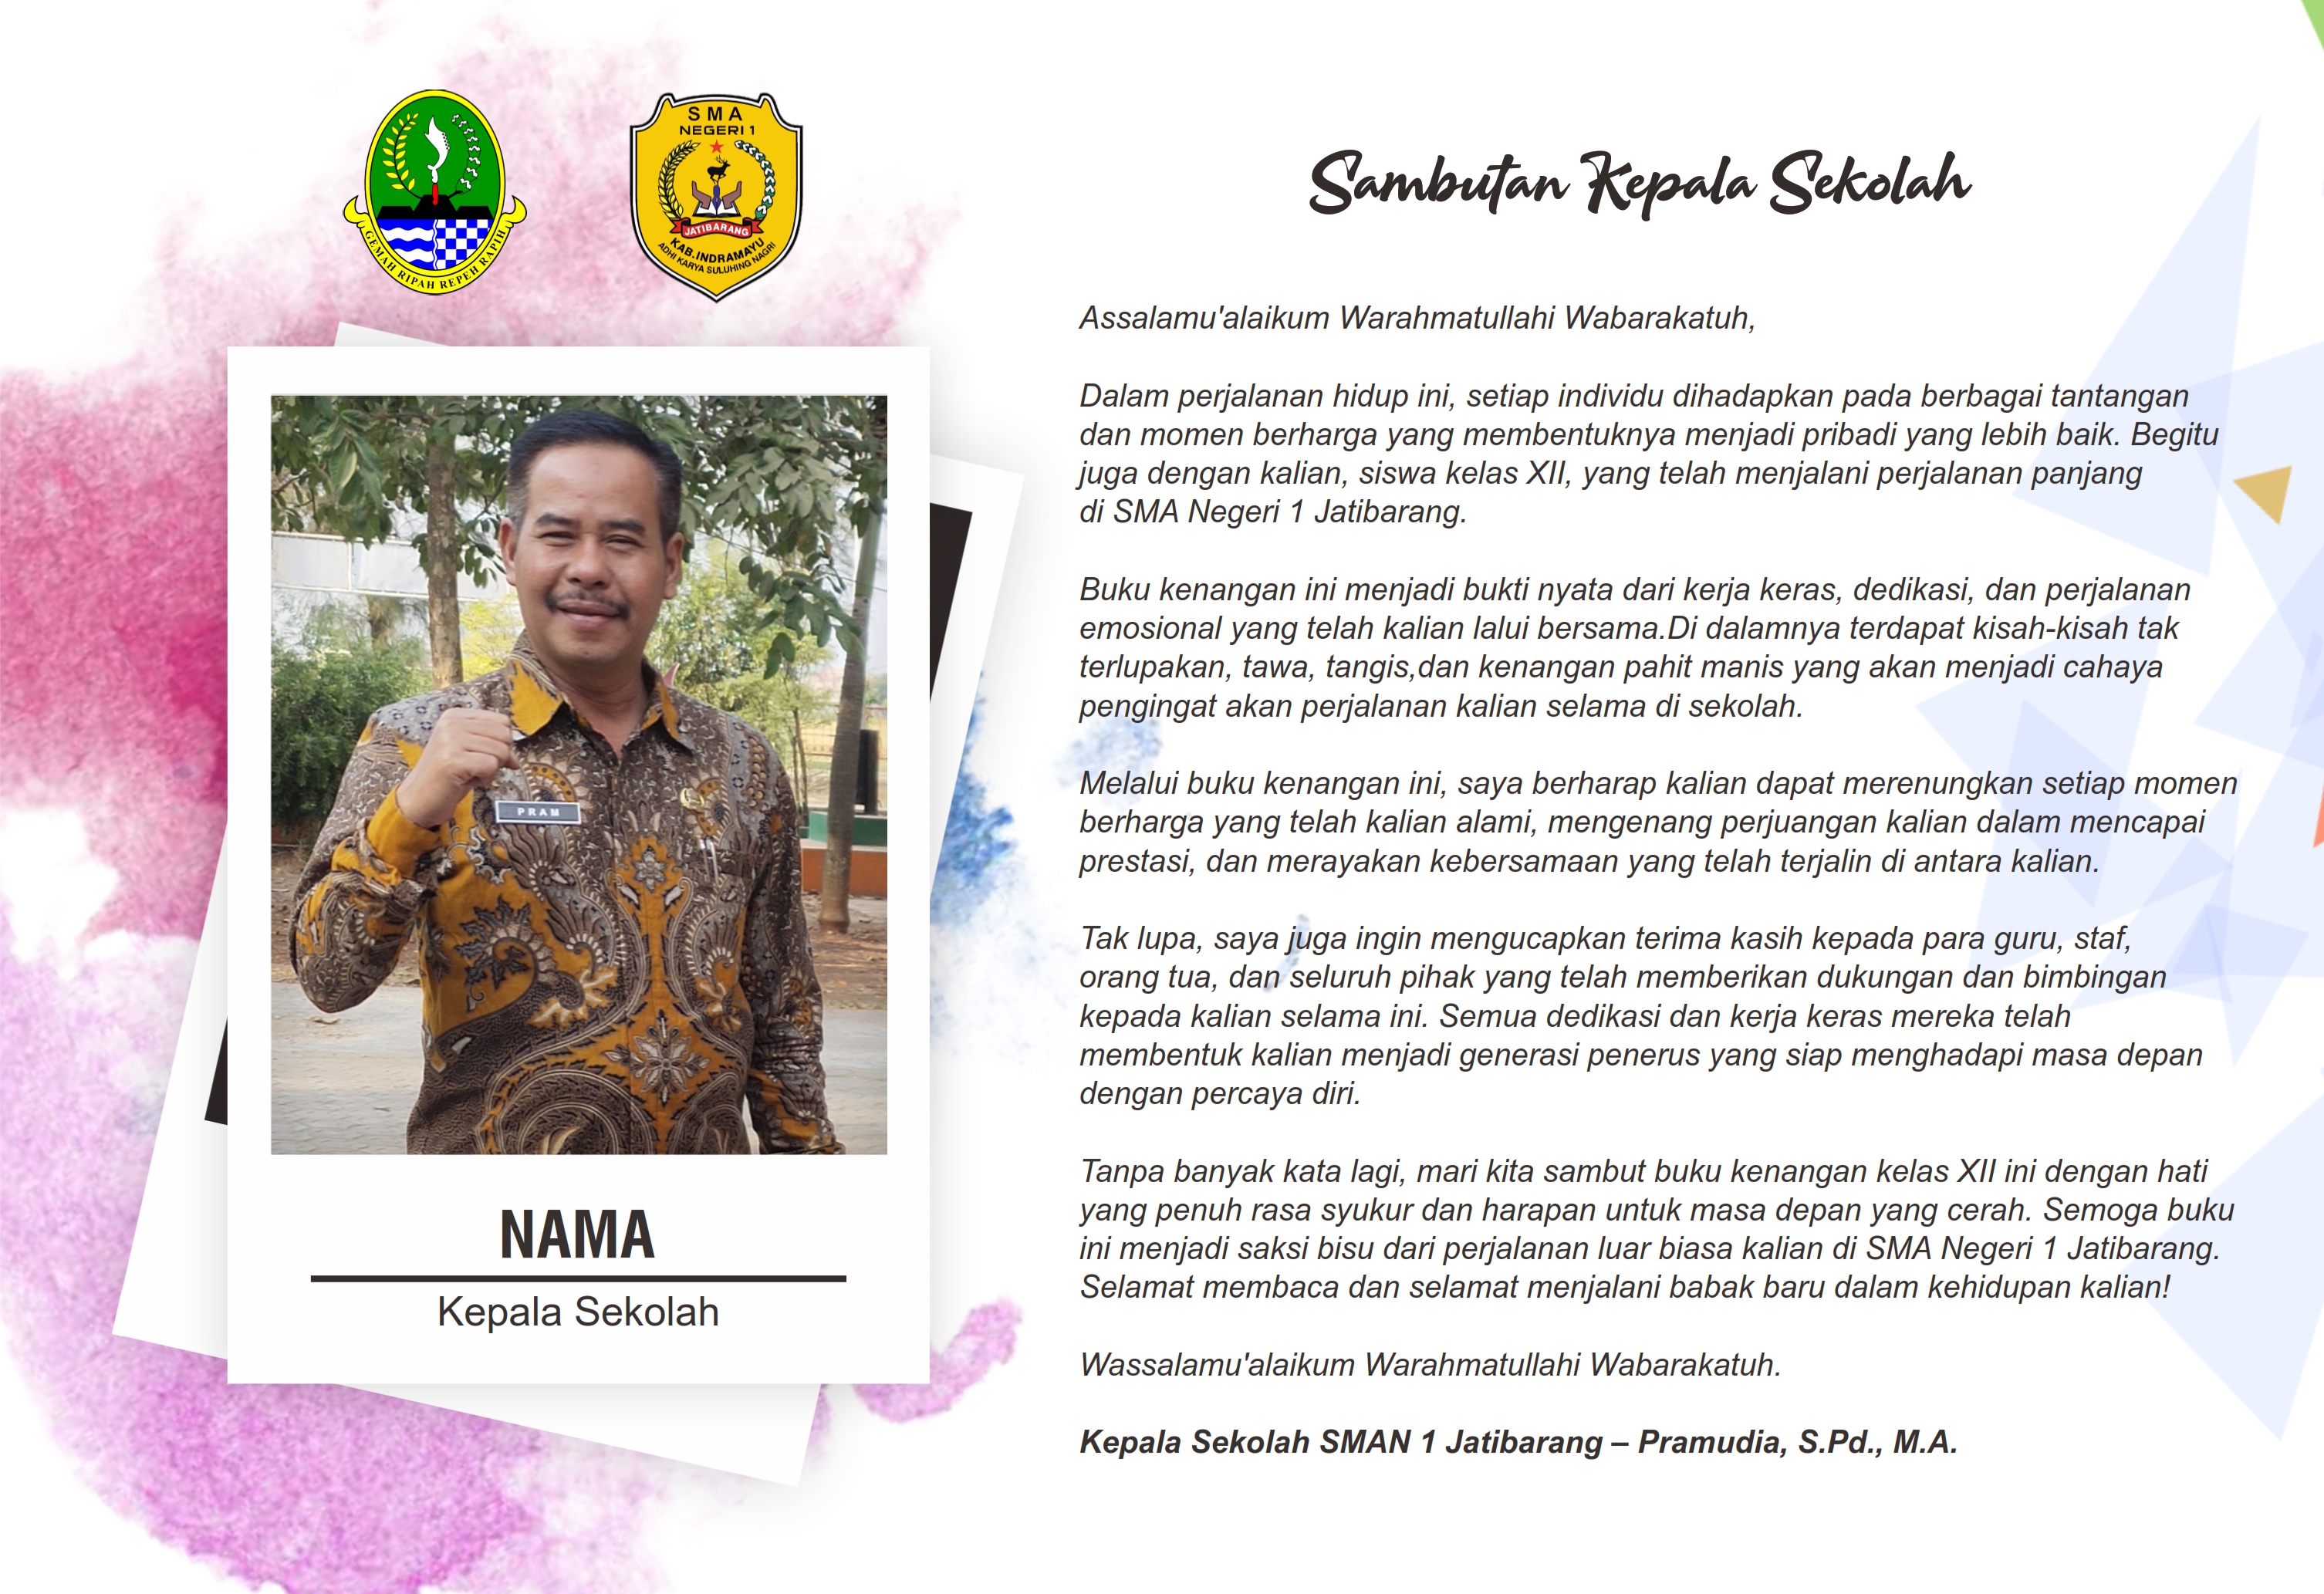 GEMAH RIPAH REPEH RAPIH
SMA
NEGERI 1
JATIBARANG
KAB.INDRAMAYU
ADHI KARYA SULUHING NAGRI
PRAM
NAMA
Kepala Sekolah
Sambutan Kepala Sekolah
Assalamu'alaikum Warahmatullahi Wabarakatuh,
Dalam perjalanan hidup ini, setiap individu dihadapkan pada berbagai tantangan
dan momen berharga yang membentuknya menjadi pribadi yang lebih baik. Begitu
juga dengan kalian, siswa kelas XII, yang telah menjalani perjalanan panjang
di SMA Negeri 1 Jatibarang.
Buku kenangan ini menjadi bukti nyata dari kerja keras, dedikasi, dan perjalanan
emosional yang telah kalian lalui bersama.Di dalamnya terdapat kisah-kisah tak
terlupakan, tawa, tangis,dan kenangan pahit manis yang akan menjadi cahaya
pengingat akan perjalanan kalian selama di sekolah.
Melalui buku kenangan ini, saya berharap kalian dapat merenungkan setiap momen
berharga yang telah kalian alami, mengenang perjuangan kalian dalam mencapai
prestasi, dan merayakan kebersamaan yang telah terjalin di antara kalian.
Tak lupa, saya juga ingin mengucapkan terima kasih kepada para guru, staf,
orang tua, dan seluruh pihak yang telah memberikan dukungan dan bimbingan
kepada kalian selama ini. Semua dedikasi dan kerja keras mereka telah
membentuk kalian menjadi generasi penerus yang siap menghadapi masa depan
dengan percaya diri.
Tanpa banyak kata lagi, mari kita sambut buku kenangan kelas XII ini dengan hati
yang penuh rasa syukur dan harapan untuk masa depan yang cerah. Semoga buku
ini menjadi saksi bisu dari perjalanan luar biasa kalian di SMA Negeri 1 Jatibarang.
Selamat membaca dan selamat menjalani babak baru dalam kehidupan kalian!
Wassalamu'alaikum Warahmatullahi Wabarakatuh.
Kepala Sekolah SMAN 1 Jatibarang – Pramudia, S.Pd., M.A.